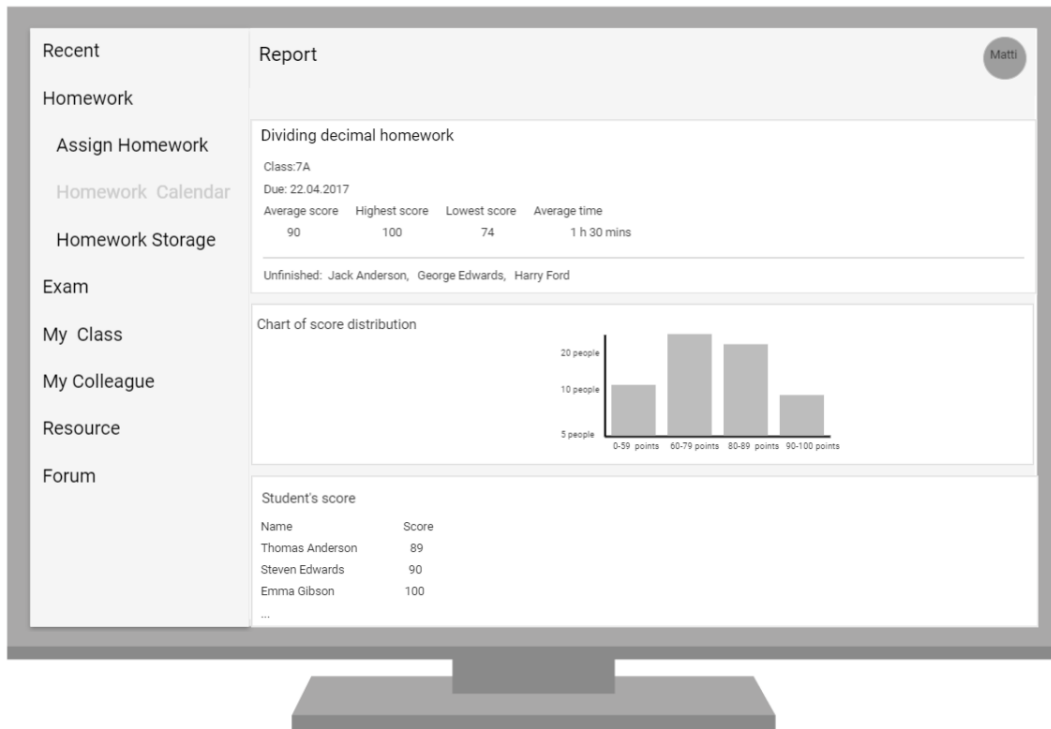 Recent
Homework
Assign Homework
Homework Calendar
Homework Storage
Exam
My Class
My Colleague
Resource
Forum
Report
Matti
Dividing decimal homework
Class:7A
Due: 22.04.2017
Average score Highest score Lowest score Average time
90 100 74 1 h 30 mins
Unfinished: Jack Anderson, George Edwards, Harry Ford
Chart of score distribution
20 people
10 people
5 people
0-59 points 60-79 points 80-89 points 90-100 points
Student's score
Name Score
Thomas Anderson 89
Steven Edwards 90
Emma Gibson 100
...